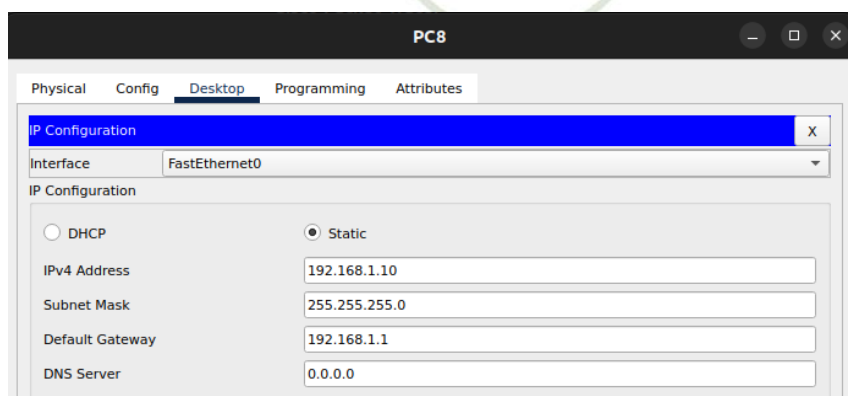 PC8
Physical Config Desktop Programming Attributes
IP Configuration X
Interface FastEthernet0
IP Configuration
DHCP Static
IPv4 Address 192.168.1.10
Subnet Mask 255.255.255.0
Default Gateway 192.168.1.1
DNS Server 0.0.0.0